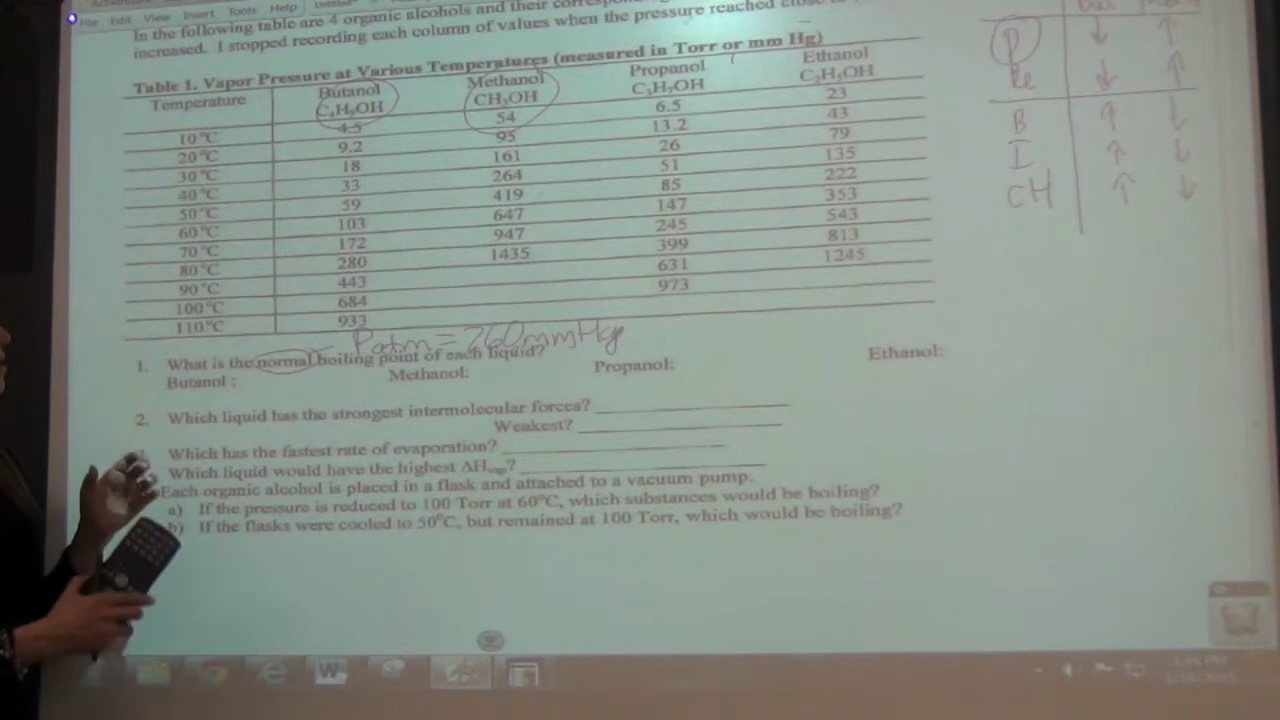 File Edit View Insert Tools Help
In the following table are 4 organic alcohols and their
increased. I stopped recording each column of values when the pressure reached close
Table 1. Vapor Pressure at Various Temperatures (measured in Torr or mm Hg)
Temperature Butanol Methanol Propanol Ethanol
C₄H₉OH CH₃OH C₃H₇OH C₂H₅OH
10 °C 4.5 54 6.5 23
20 °C 9.2 95 13.2 43
30 °C 18 161 26 79
40 °C 33 264 51 135
50 °C 59 419 85 222
60 °C 103 647 147 353
70 °C 172 947 245 543
80 °C 280 1435 399 813
90 °C 443 631 1245
100 °C 684 973
110 °C 933
Patm = 760mmHg
1. What is the normal boiling point of each liquid?
Butanol : Methanol: Propanol: Ethanol:
2. Which liquid has the strongest intermolecular forces?
Weakest?
Which has the fastest rate of evaporation?
Which liquid would have the highest ΔHvap?
Each organic alcohol is placed in a flask and attached to a vacuum pump.
a) If the pressure is reduced to 100 Torr at 60°C, which substances would be boiling?
b) If the flasks were cooled to 50°C, but remained at 100 Torr, which would be boiling?
P ↓ ↑
Re ↓ ↑
B ↑ ↓
I ↑ ↓
CH ↑ ↓